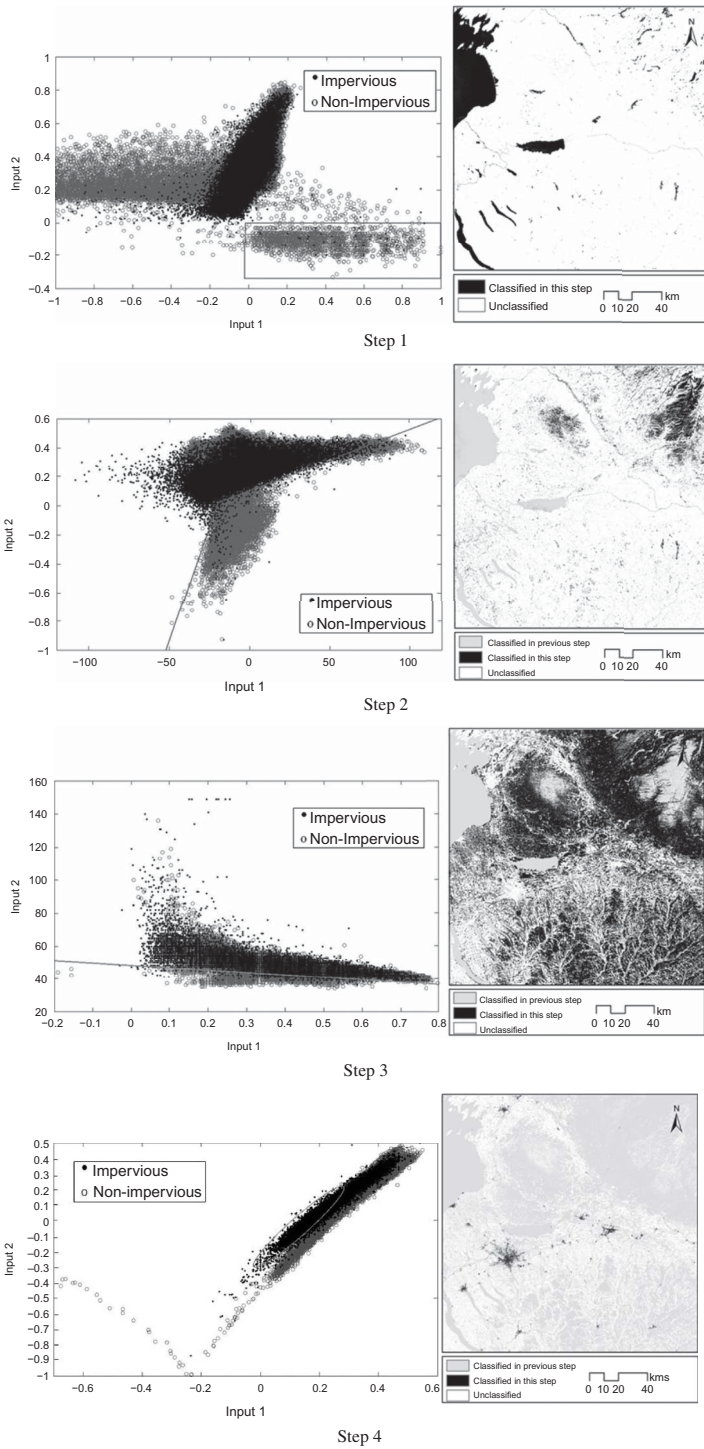 1
0.8
0.6
0.4
0.2
0
−0.2
−0.4
Input 2
−1 −0.8 −0.6 −0.4 −0.2 0 0.2 0.4 0.6 0.8 1
Input 1
Impervious
Non-Impervious
N
Classified in this step
Unclassified
km
0 10 20 40
Step 1
0.6
0.4
0.2
0
−0.2
−0.4
−0.6
−0.8
−1
Input 2
−100 −50 0 50 100
Input 1
Impervious
Non-Impervious
Classified in previous step
Classified in this step
Unclassified
km
0 10 20 40
Step 2
160
140
120
100
80
60
40
20
Input 2
−0.2 −0.1 0 0.1 0.2 0.3 0.4 0.5 0.6 0.7 0.8
Input 1
Impervious
Non-Impervious
Classified in previous step
Classified in this step
Unclassified
km
0 10 20 40
Step 3
0.5
0.4
0.3
0.2
0.1
0
−0.1
−0.2
−0.3
−0.4
−0.5
−0.6
−0.7
−0.8
−0.9
−1
Input 2
−0.6 −0.4 −0.2 0 0.2 0.4 0.6
Input 1
Impervious
Non-impervious
N
Classified in previous step
Classified in this step
Unclassified
kms
0 10 20 40
Step 4